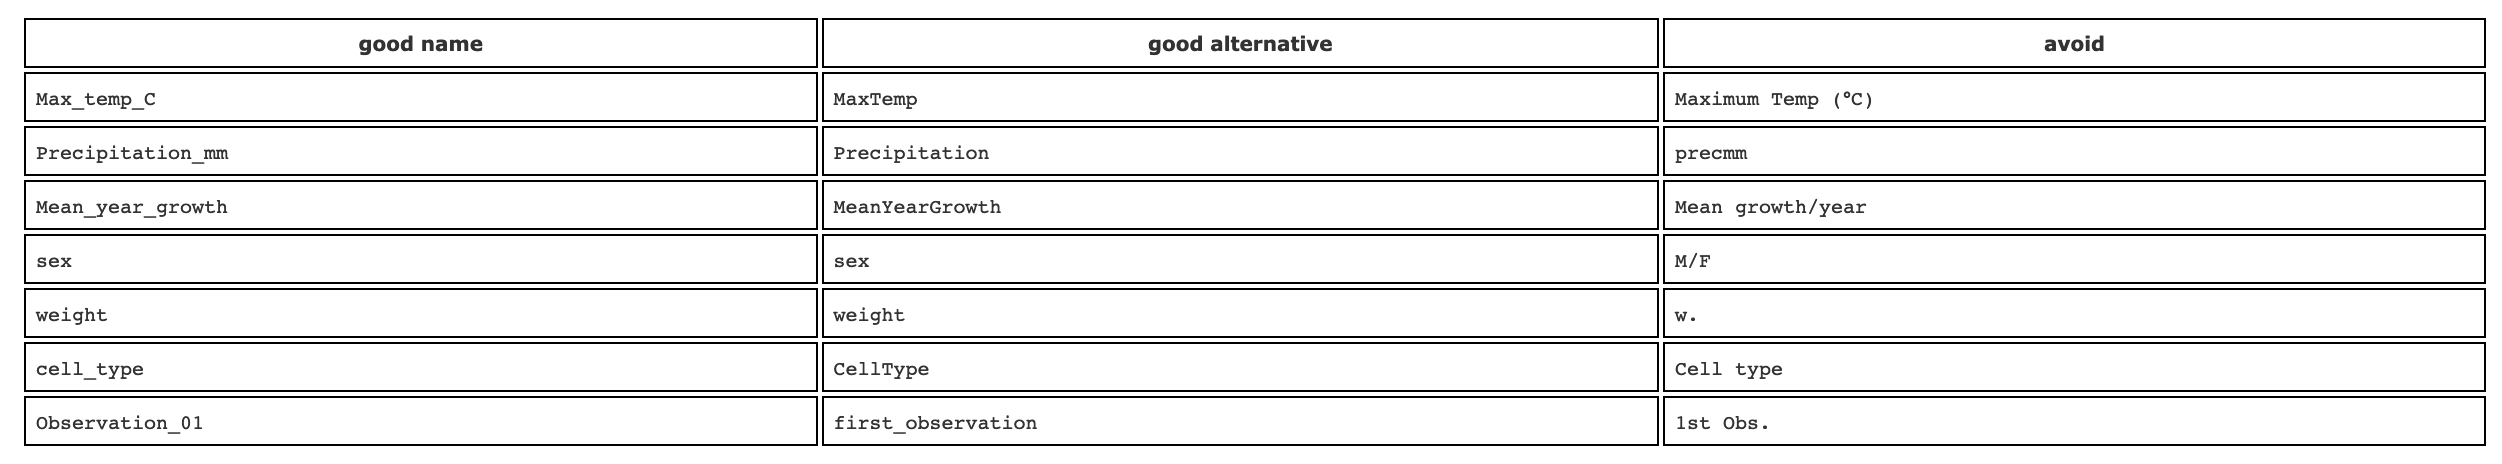 good name good alternative avoid
Max_temp_C MaxTemp Maximum Temp (°C)
Precipitation_mm Precipitation precmm
Mean_year_growth MeanYearGrowth Mean growth/year
sex sex M/F
weight weight w.
cell_type CellType Cell type
Observation_01 first_observation 1st Obs.